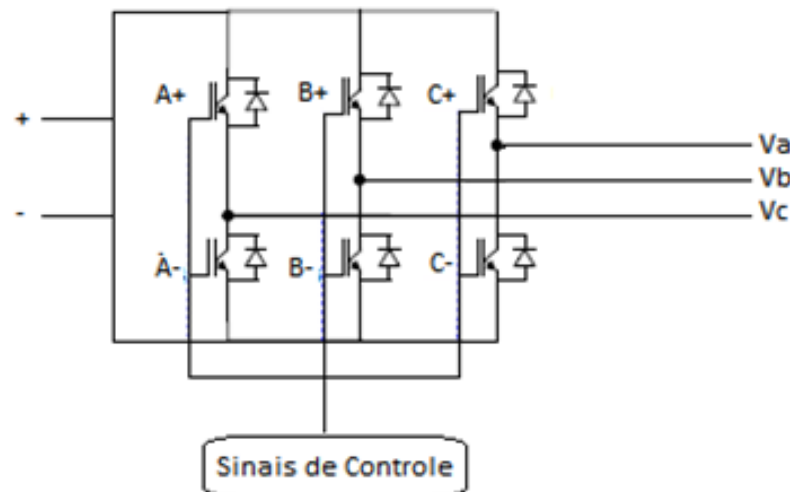 A+ B+ C+
+
Va
Vb
-
Vc
A- B- C-
Sinais de Controle